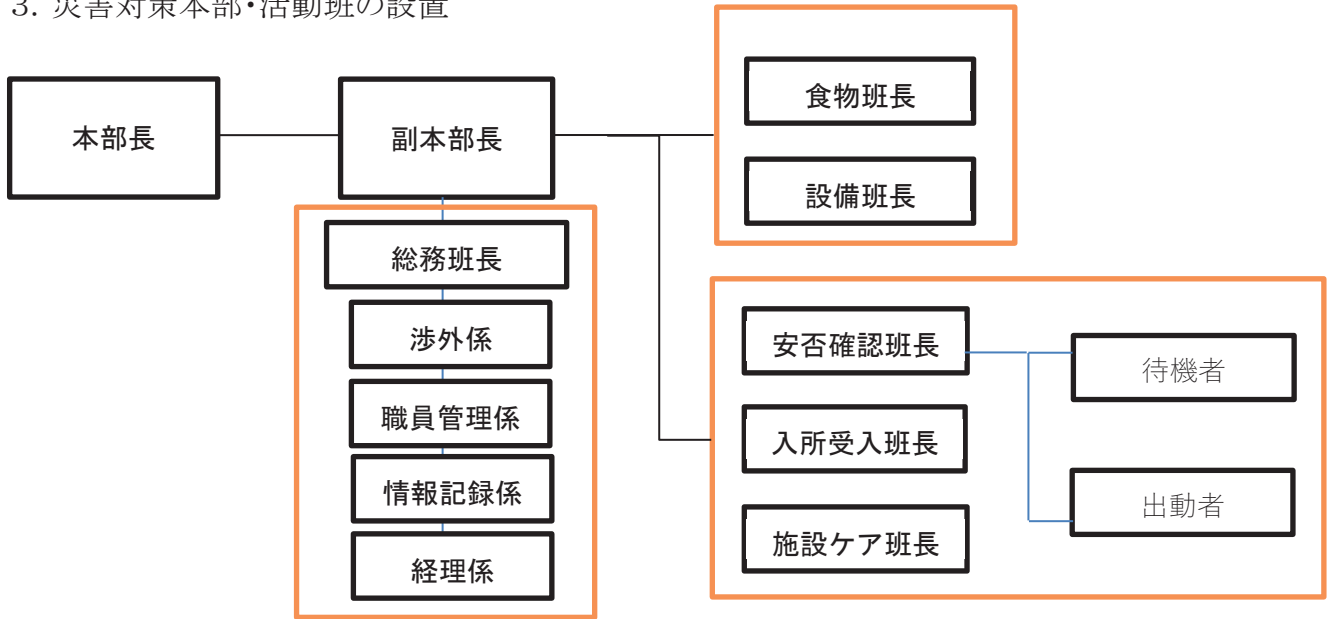 3. 災害対策本部・活動班の設置
本部長
副本部長
総務班長
渉外係
職員管理係
情報記録係
経理係
食物班長
設備班長
安否確認班長
入所受入班長
施設ケア班長
待機者
出動者